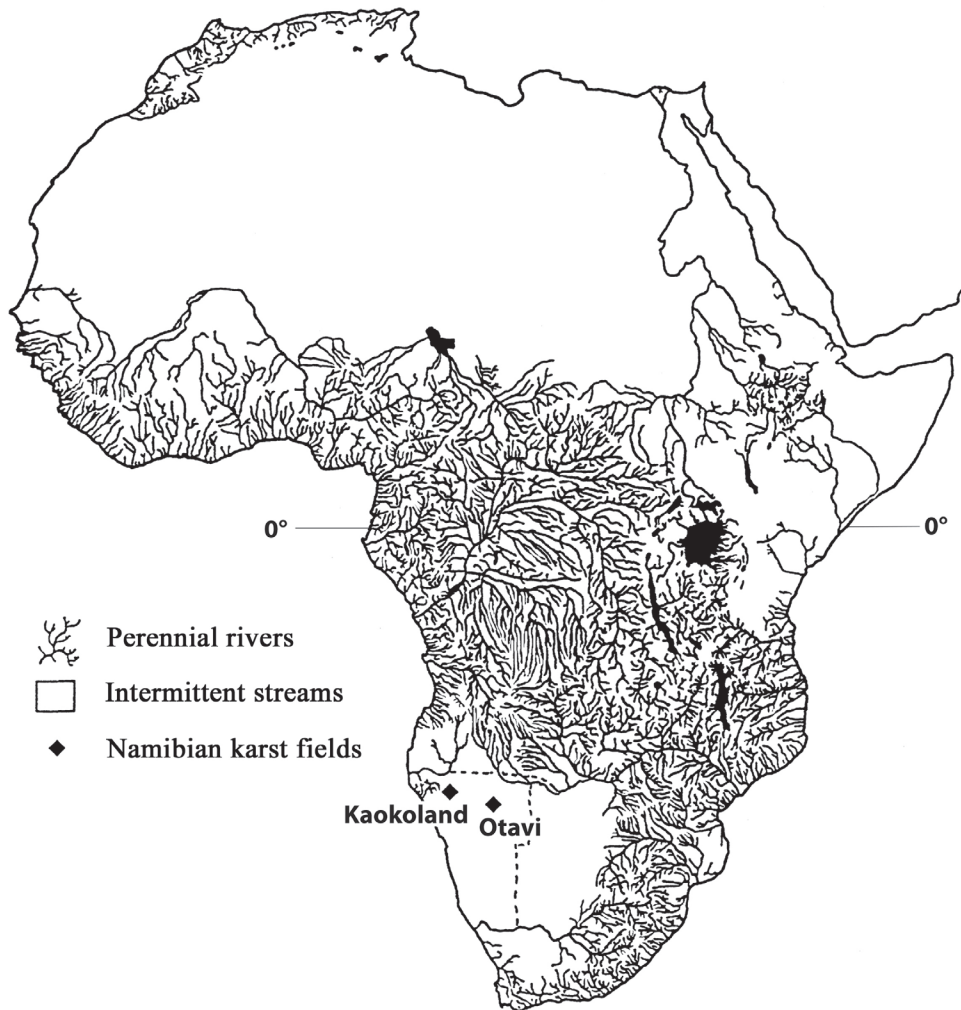 0°
0°
Perennial rivers
Intermittent streams
Namibian karst fields
Kaokoland
Otavi